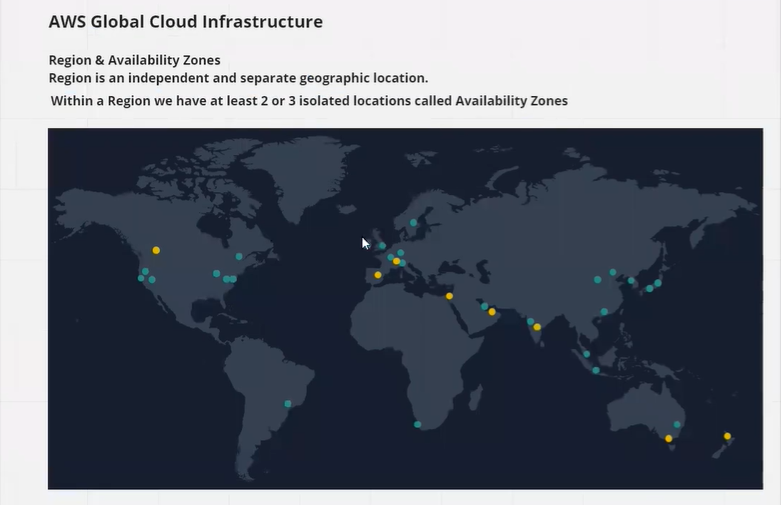 AWS Global Cloud Infrastructure
Region & Availability Zones
Region is an independent and separate geographic location.
Within a Region we have at least 2 or 3 isolated locations called Availability Zones